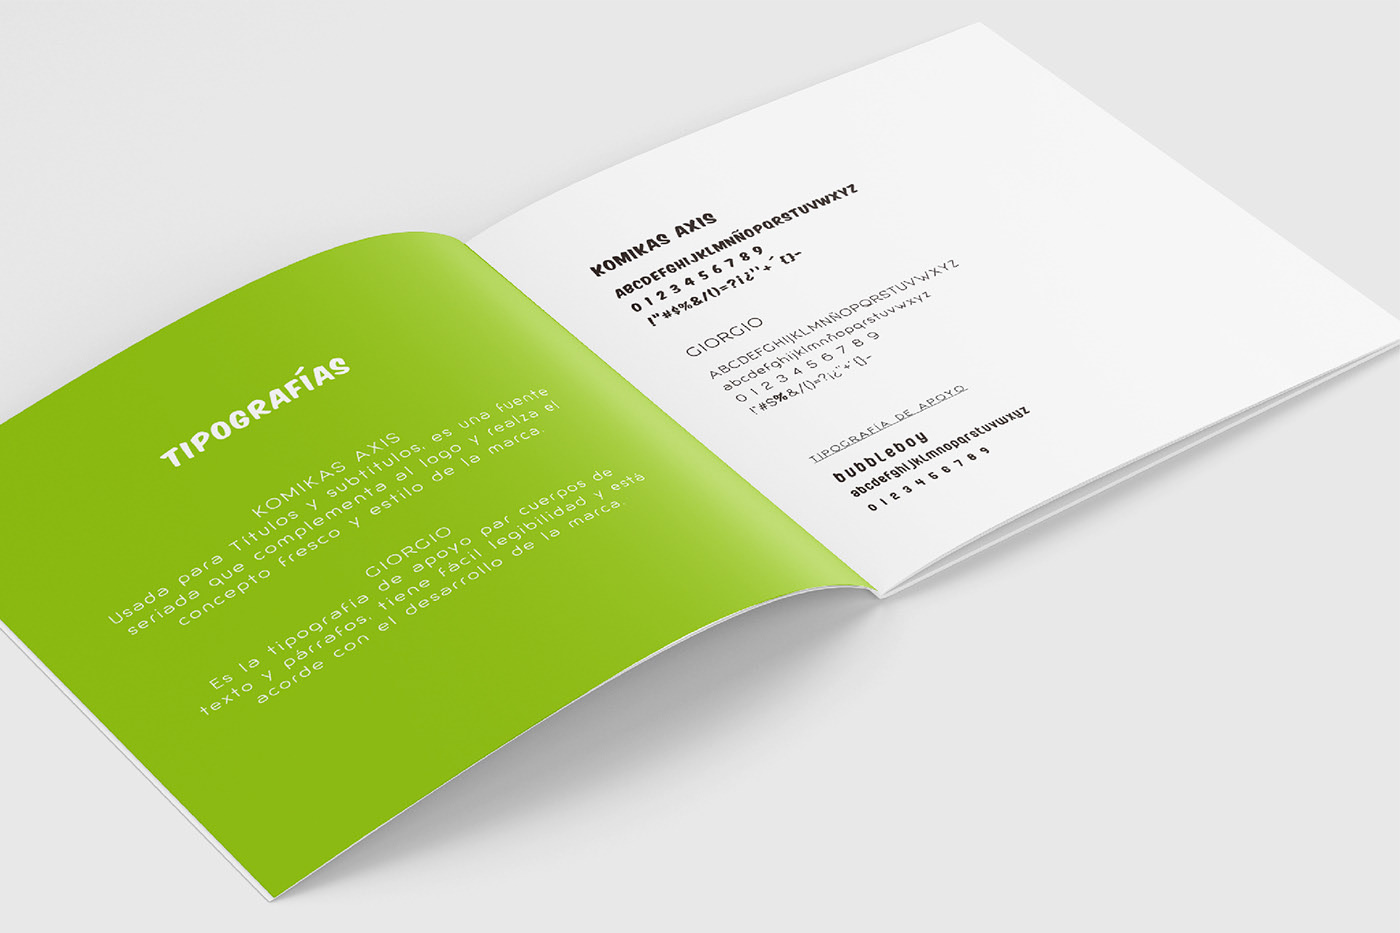 TIPOGRAFÍAS
KOMIKAS AXIS
Usada para Títulos y subtítulos, es una fuente
seriada que complementa al logo y realza el
concepto fresco y estilo de la marca.
GIORGIO
Es la tipografía de apoyo par cuerpos de
texto y párrafos, tiene fácil legibilidad y está
acorde con el desarrollo de la marca.
KOMIKAS AXIS
ABCDEFGHIJKLMNÑOPQRSTUVWXYZ
0 1 2 3 4 5 6 7 8 9
!"#$%&/()=?¡¿¨+´{}-
GIORGIO
ABCDEFGHIJKLMNÑOPQRSTUVWXYZ
abcdefghijklmnñopqrstuvwxyz
0 1 2 3 4 5 6 7 8 9
!"#$%&/()=?¡¿¨+´{}-
TIPOGRAFÍA DE APOYO
bubbleboy
abcdefghijklmnopqrstuvwxyz
0 1 2 3 4 5 6 7 8 9